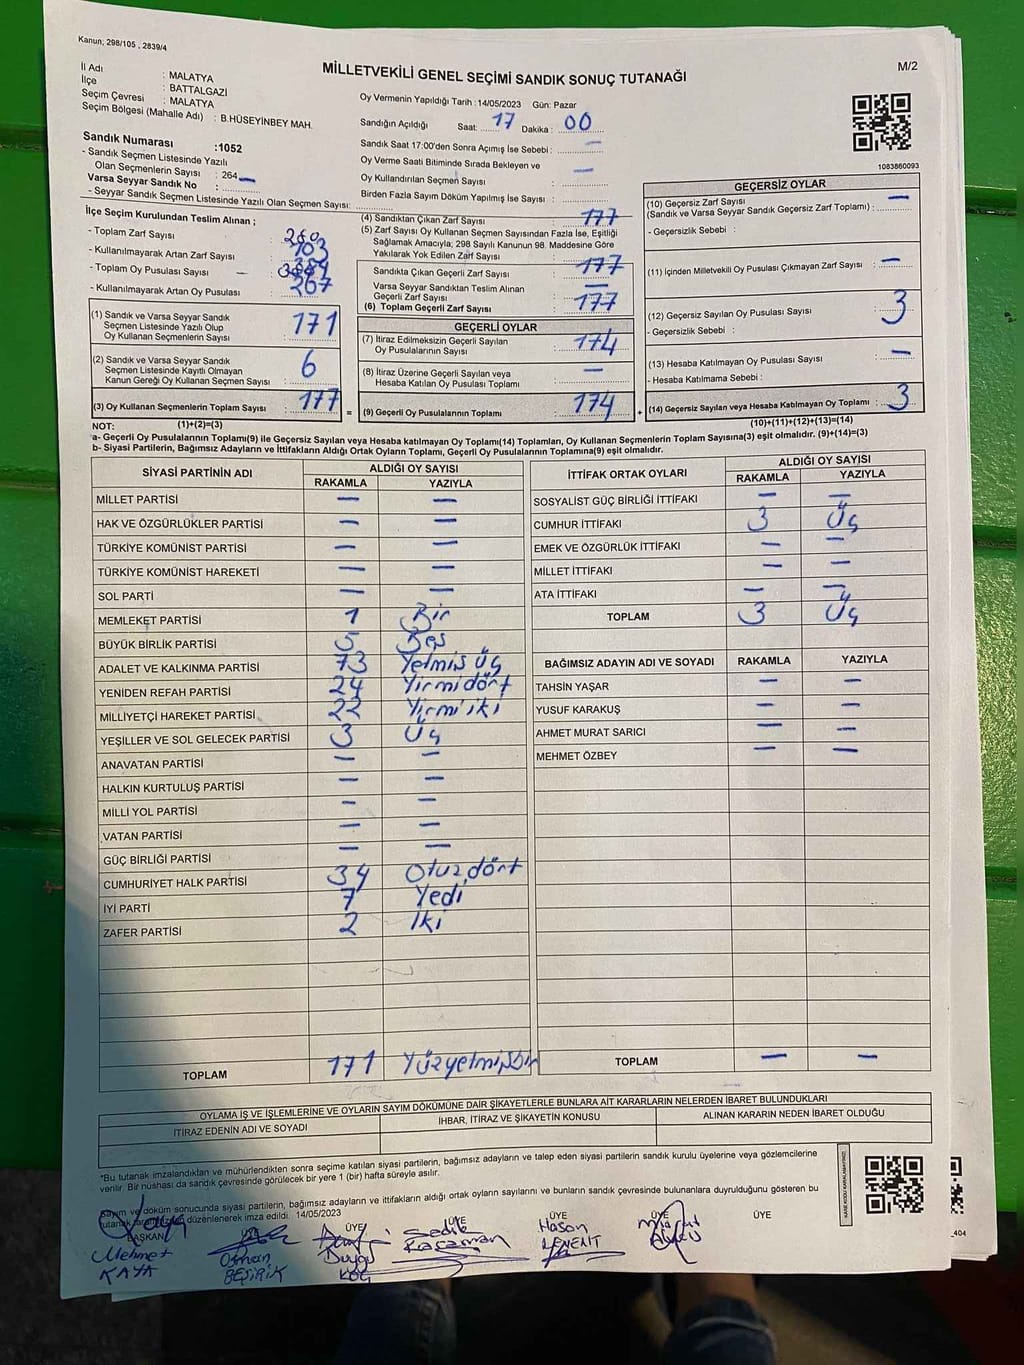 Kanun; 298/105 , 2839/4
MİLLETVEKİLİ GENEL SEÇİMİ SANDIK SONUÇ TUTANAĞI
M/2
İl Adı : MALATYA
İlçe : BATTALGAZİ
Seçim Çevresi : MALATYA
Seçim Bölgesi (Mahalle Adı) : B.HÜSEYİNBEY MAH.
Sandık Numarası :1052
- Sandık Seçmen Listesinde Yazılı
Olan Seçmenlerin Sayısı : 264
Varsa Seyyar Sandık No : —
- Seyyar Sandık Seçmen Listesinde Yazılı Olan Seçmen Sayısı:
Oy Vermenin Yapıldığı Tarih : 14/05/2023 Gün: Pazar
Sandığın Açıldığı Saat: 17 Dakika : 00
Sandık Saat 17:00'den Sonra Açımış İse Sebebi : —
Oy Verme Saati Bitiminde Sırada Bekleyen ve
Oy Kullandırılan Seçmen Sayısı : —
Birden Fazla Sayım Döküm Yapılmış İse Sayısı :
1083860093
İlçe Seçim Kurulundan Teslim Alınan ;
- Toplam Zarf Sayısı :
- Kullanılmayarak Artan Zarf Sayısı : 103
- Toplam Oy Pusulası Sayısı :
- Kullanılmayarak Artan Oy Pusulası : 207
(1) Sandık ve Varsa Seyyar Sandık
Seçmen Listesinde Yazılı Olup
Oy Kullanan Seçmenlerin Sayısı : 171
(2) Sandık ve Varsa Seyyar Sandık
Seçmen Listesinde Kayıtlı Olmayan
Kanun Gereği Oy Kullanan Seçmen Sayısı : 6
(3) Oy Kullanan Seçmenlerin Toplam Sayısı : 177 =
(4) Sandıktan Çıkan Zarf Sayısı : 177
(5) Zarf Sayısı Oy Kullanan Seçmen Sayısından Fazla İse, Eşitliği
Sağlamak Amacıyla, 298 Sayılı Kanunun 98. Maddesine Göre
Yakılarak Yok Edilen Zarf Sayısı :
Sandıkta Çıkan Geçerli Zarf Sayısı : 177
Varsa Seyyar Sandıktan Teslim Alınan
Geçerli Zarf Sayısı : —
(6) Toplam Geçerli Zarf Sayısı : 177
GEÇERLİ OYLAR
(7) İtiraz Edilmeksizin Geçerli Sayılan
Oy Pusulalarının Sayısı : 174
(8) İtiraz Üzerine Geçerli Sayılan veya
Hesaba Katılan Oy Pusulası Toplamı : —
(9) Geçerli Oy Pusulalarının Toplamı : 174 +
GEÇERSİZ OYLAR
(10) Geçersiz Zarf Sayısı
(Sandık ve Varsa Seyyar Sandık Geçersiz Zarf Toplamı) : —
- Geçersizlik Sebebi :
(11) İçinden Milletvekili Oy Pusulası Çıkmayan Zarf Sayısı : —
(12) Geçersiz Sayılan Oy Pusulası Sayısı : 3
- Geçersizlik Sebebi :
(13) Hesaba Katılmayan Oy Pusulası Sayısı : —
- Hesaba Katılmama Sebebi :
(14) Geçersiz Sayılan veya Hesaba Katılmayan Oy Toplamı : 3
NOT: (1)+(2)=(3)
(10)+(11)+(12)+(13)=(14)
a- Geçerli Oy Pusulalarının Toplamı(9) ile Geçersiz Sayılan veya Hesaba katılmayan Oy Toplamı(14) Toplamları, Oy Kullanan Seçmenlerin Toplam Sayısına(3) eşit olmalıdır. (9)+(14)=(3)
b- Siyasi Partilerin, Bağımsız Adayların ve İttifakların Aldığı Ortak Oyların Toplamı, Geçerli Oy Pusulalarının Toplamına(9) eşit olmalıdır.
SİYASİ PARTİNİN ADI ALDIĞI OY SAYISI
RAKAMLA YAZIYLA
MİLLET PARTİSİ — —
HAK VE ÖZGÜRLÜKLER PARTİSİ — —
TÜRKİYE KOMÜNİST PARTİSİ — —
TÜRKİYE KOMÜNİST HAREKETİ — —
SOL PARTİ — —
MEMLEKET PARTİSİ 1 Bir
BÜYÜK BİRLİK PARTİSİ 5 Beş
ADALET VE KALKINMA PARTİSİ 73 Yetmiş Üç
YENİDEN REFAH PARTİSİ 24 Yirmi dört
MİLLİYETÇİ HAREKET PARTİSİ 22 Yirmi iki
YEŞİLLER VE SOL GELECEK PARTİSİ 3 Üç
ANAVATAN PARTİSİ — —
HALKIN KURTULUŞ PARTİSİ — —
MİLLİ YOL PARTİSİ — —
VATAN PARTİSİ — —
GÜÇ BİRLİĞİ PARTİSİ — —
CUMHURİYET HALK PARTİSİ 34 Otuz dört
İYİ PARTİ 7 Yedi
ZAFER PARTİSİ 2 İki
TOPLAM 171 Yüzyetmişbir
İTTİFAK ORTAK OYLARI ALDIĞI OY SAYISI
RAKAMLA YAZIYLA
SOSYALİST GÜÇ BİRLİĞİ İTTİFAKI — —
CUMHUR İTTİFAKI 3 Üç
EMEK VE ÖZGÜRLÜK İTTİFAKI — —
MİLLET İTTİFAKI — —
ATA İTTİFAKI — —
TOPLAM 3 Üç
BAĞIMSIZ ADAYIN ADI VE SOYADI RAKAMLA YAZIYLA
TAHSİN YAŞAR — —
YUSUF KARAKUŞ — —
AHMET MURAT SARICI — —
MEHMET ÖZBEY — —
TOPLAM — —
OYLAMA İŞ VE İŞLEMLERİNE VE OYLARIN SAYIM DÖKÜMÜNE DAİR ŞİKAYETLERLE BUNLARA AİT KARARLARIN NELERDEN İBARET BULUNDUKLARI
İTİRAZ EDENİN ADI VE SOYADI İHBAR, İTİRAZ VE ŞİKAYETİN KONUSU ALINAN KARARIN NEDEN İBARET OLDUĞU
*Bu tutanak imzalandıktan ve mühürlendikten sonra seçime katılan siyasi partilerin, bağımsız adayların ve talep eden siyasi partilerin sandık kurulu üyelerine veya gözlemcilerine
verilir. Bir nüshası da sandık çevresinde görülecek bir yere 1 (bir) hafta süreyle asılır.
Sayım ve döküm sonucunda siyasi partilerin, bağımsız adayların ve ittifakların aldığı ortak oyların sayılarını ve bunların sandık çevresinde bulunanlara duyrulduğunu gösteren bu
tutanak düzenlenerek imza edildi. 14/05/2023
BAŞKAN ÜYE ÜYE ÜYE ÜYE ÜYE
Mehmet KAYA
Osman BEŞİRİK
Duygu KOÇ
Sedik Karaman
Hasan LEVENT
_404